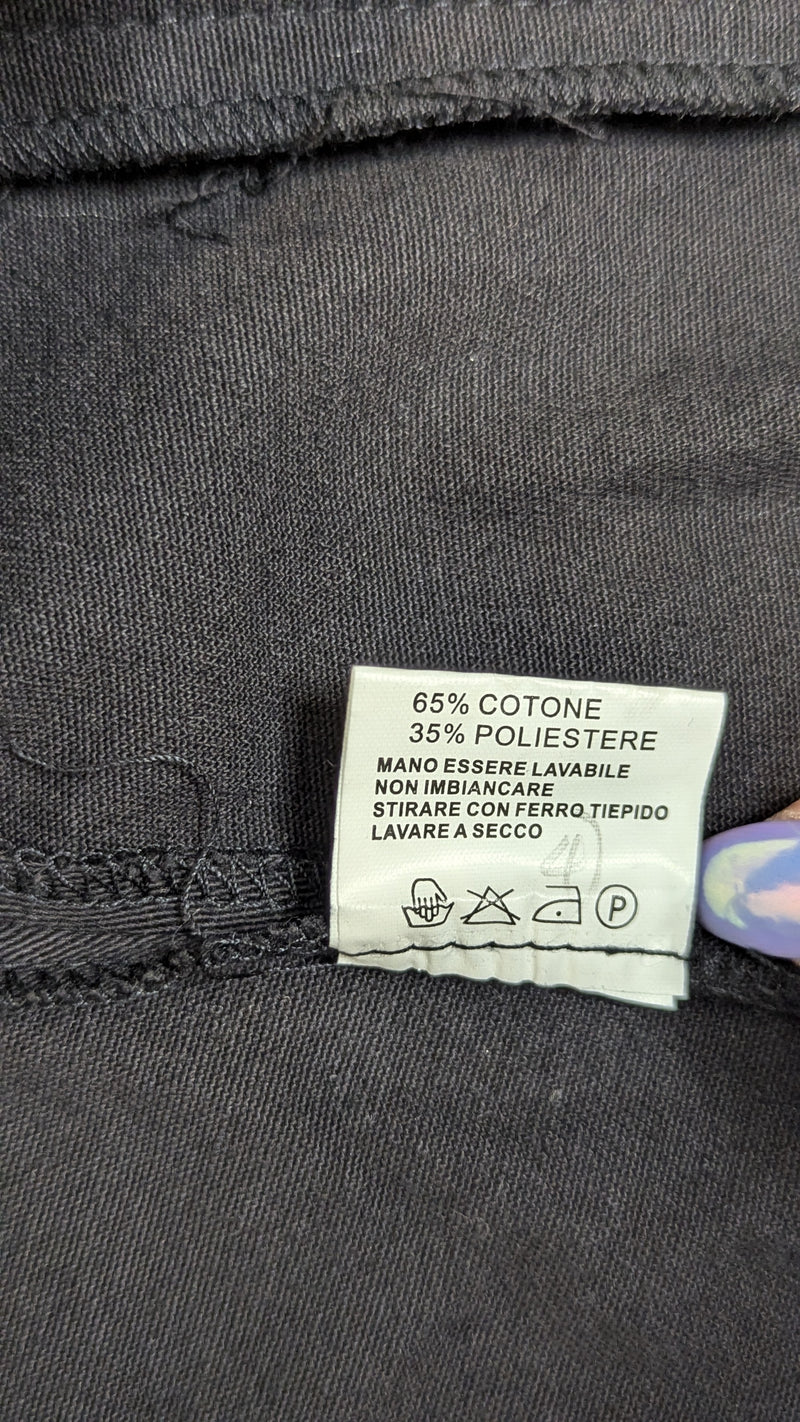 65% COTONE
35% POLIESTERE
MANO ESSERE LAVABILE
NON IMBIANCARE
STIRARE CON FERRO TIEPIDO
LAVARE A SECCO
P